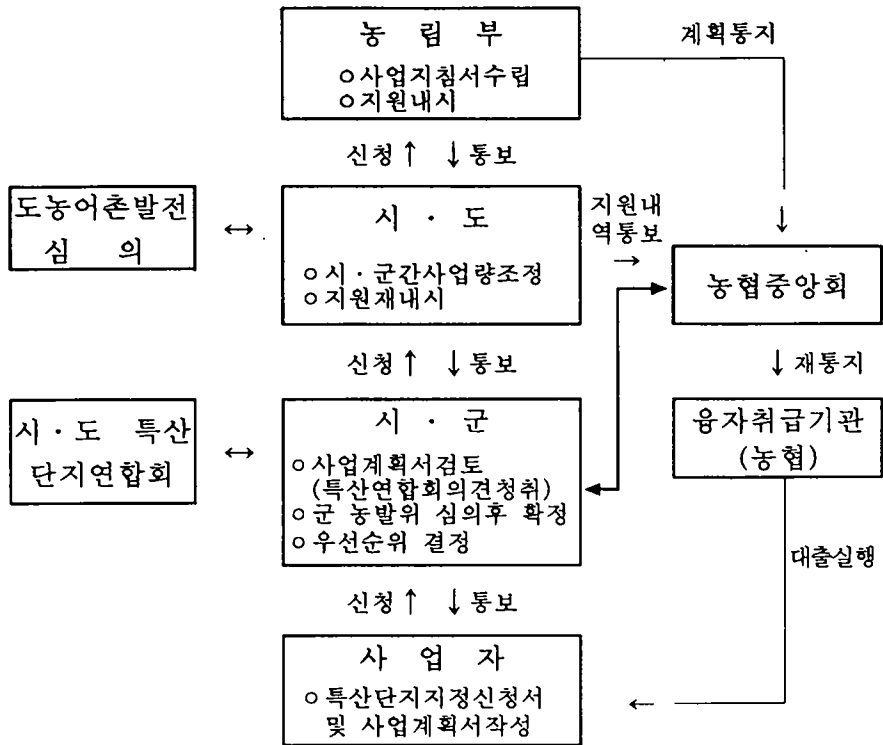 농 림 부
○사업지침서수립
○지원내시
계획통지
신청↑ ↓통보
도농어촌발전
심 의
↔
시 · 도
○시·군간사업량조정
○지원재내시
지원내
역통보
→
농협중앙회
신청↑ ↓통보
↓재통지
시 · 도 특산
단지연합회
↔
시 · 군
○사업계획서검토
(특산연합회의견청취)
○군 농발위 심의후 확정
○우선순위 결정
융자취급기관
(농협)
대출실행
신청↑ ↓통보
사 업 자
○특산단지지정신청서
및 사업계획서작성
←